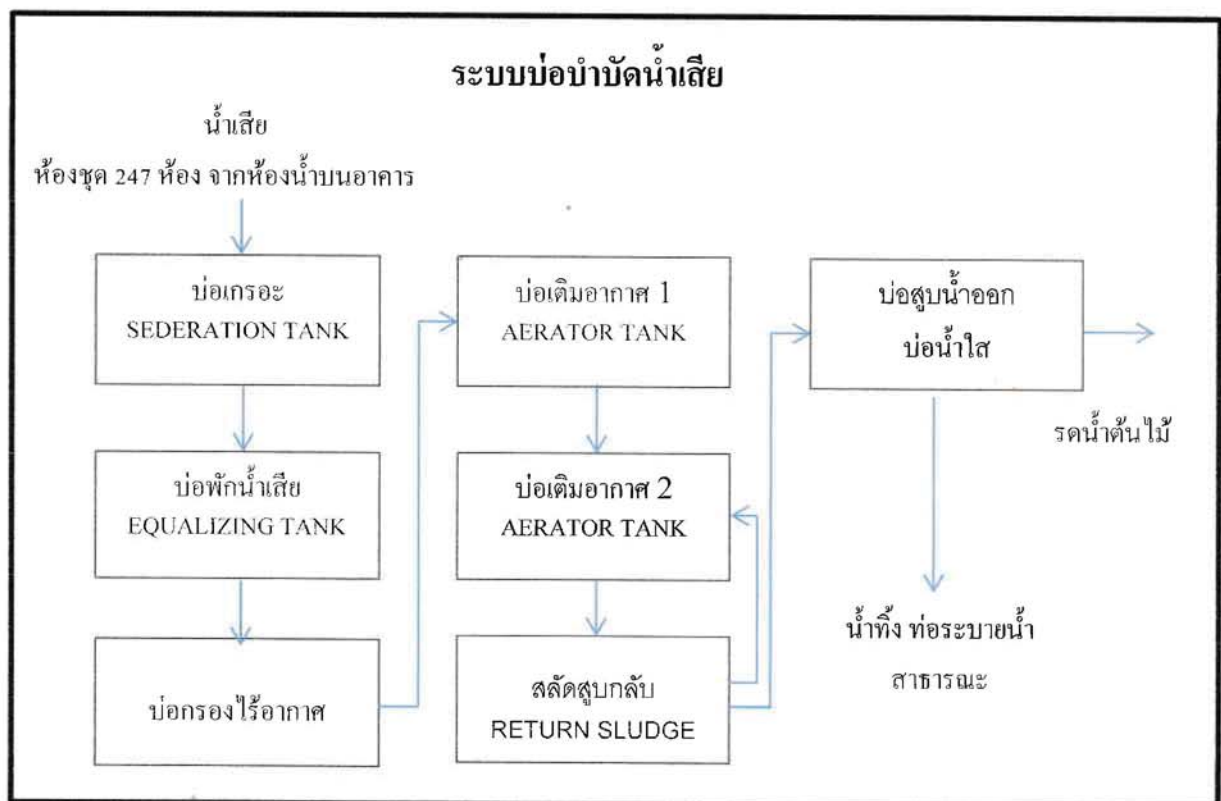 ระบบบ่อบำบัดน้ำเสีย
น้ำเสีย
ห้องชุด 247 ห้อง จากห้องน้ำบนอาคาร
บ่อเกรอะ
SEDERATION TANK
บ่อพักน้ำเสีย
EQUALIZING TANK
บ่อกรองไร้อากาศ
บ่อเติมอากาศ 1
AERATOR TANK
บ่อเติมอากาศ 2
AERATOR TANK
สลัดสูบกลับ
RETURN SLUDGE
บ่อสูบน้ำออก
บ่อน้ำใส
รดน้ำต้นไม้
น้ำทิ้ง ท่อระบายน้ำ
สาธารณะ